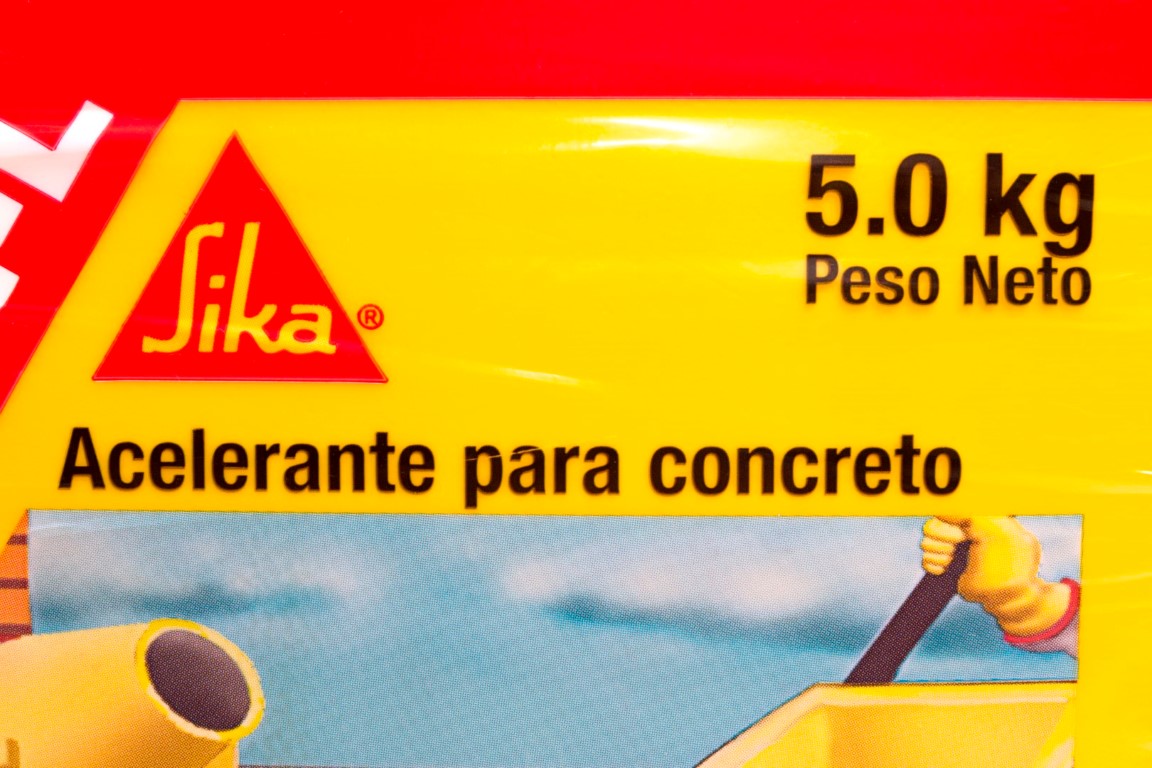 Sika®
5.0 kg
Peso Neto
Acelerante para concreto